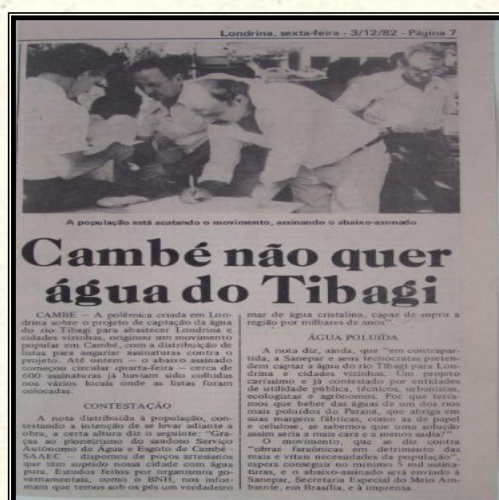 Londrina, sexta-feira - 3/12/82 - Página 7
A população está acatando o movimento, assinando o abaixo-assinado
Cambé não quer
água do Tibagi
CAMBÉ — A polêmica criada em Lon-
drina sobre o projeto de captação da água
do rio Tibagi para abastecer Londrina e
cidades vizinhas, originou um movimento
popular em Cambé, com a distribuição de
listas para angariar assinaturas contra o
projeto. Até ontem — o abaixo assinado
começou circular quarta-feira — cerca de
600 assinaturas já haviam sido colhidas
nos vários locais onde as listas foram
colocadas.
CONTESTAÇÃO
A nota distribuída à população, con-
testando a intenção de se levar adiante a
obra, a certa altura diz o seguinte "Gra-
ças ao pioneirismo do saudoso Serviço
Autônomo de Água e Esgoto de Cambé -
SAAEC — dispomos de poços artesianos
que têm suprido nossa cidade com água
pura. Estudos feitos por organismos go-
vernamentais, como o BNH, nos infor-
mam que temos sob os pés um verdadeiro
mar de água cristalina, capaz de suprir a
região por milhares de anos".
ÁGUA POLUÍDA
A nota diz, ainda, que "em contrapar-
tida, a Sanepar e seus tecnocratas preten-
dem captar a água do rio Tibagi para Lon-
drina e cidades vizinhas. Um projeto
caríssimo e já contestado por entidades
de utilidade pública, técnicos, urbanistas,
ecologistas e agrônomos. Por que tería-
mos que beber das águas de um dos rios
mais poluídos do Paraná, que abriga em
suas margens fábricas, como as de papel
e celulose, se sabemos que uma solução
assim seria a mais cara e a menos sadia?"
O movimento, que se diz contra
"obras faraônicas em detrimento das
reais e vitais necessidades da população",
espera conseguir no mínimo 5 mil assina-
turas, e o abaixo-assinado será enviado à
Sanepar, Secretaria Especial do Meio Am-
biente, em Brasília, e à imprensa.